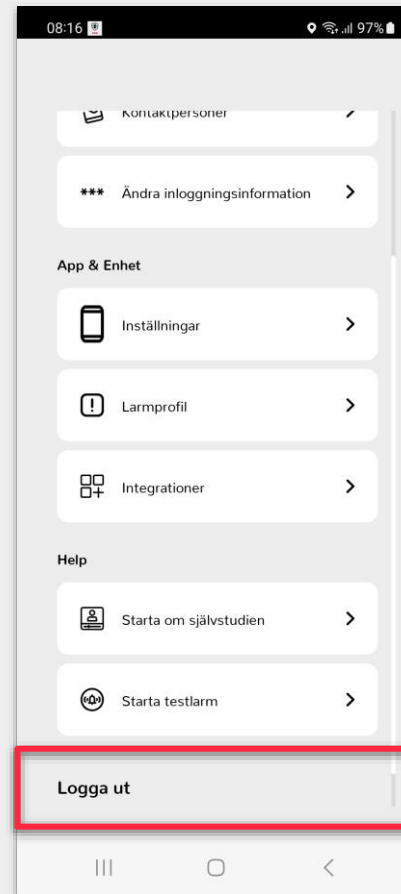 08:16 97%
Kontaktpersoner
*** Ändra inloggningsinformation
App & Enhet
Inställningar
Larmprofil
Integrationer
Help
Starta om självstudien
Starta testlarm
Logga ut